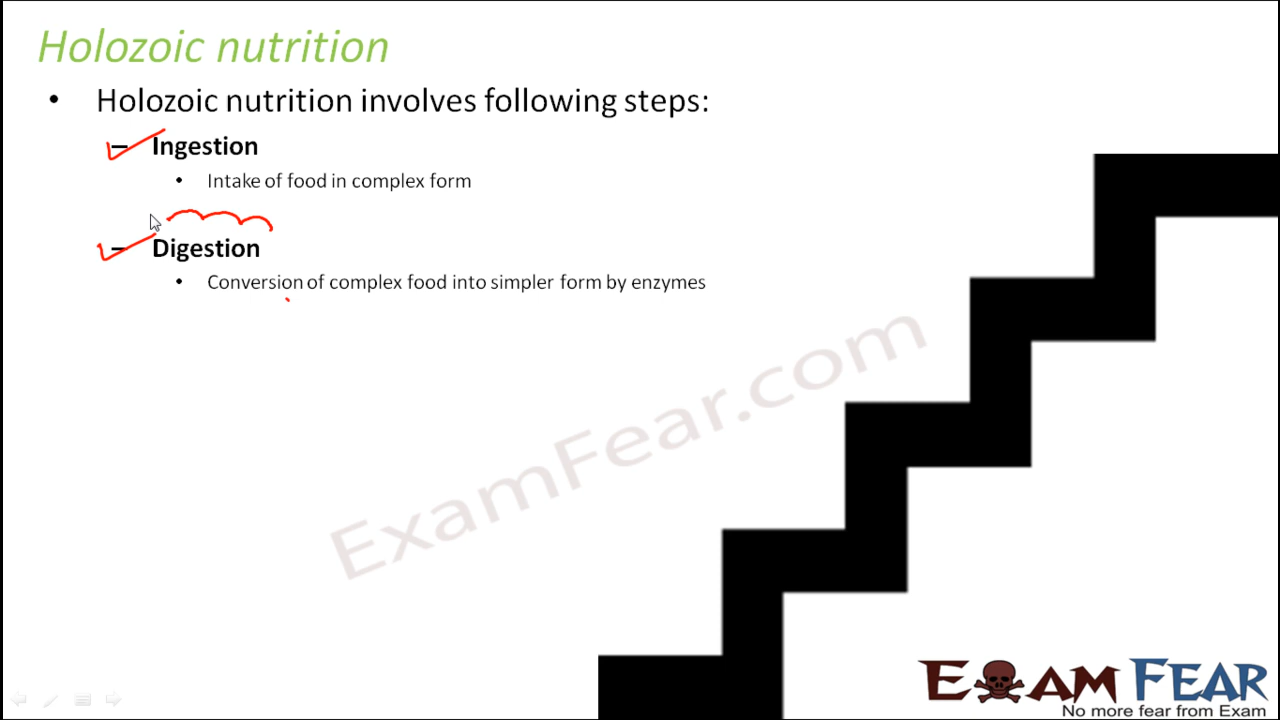 Holozoic nutrition
• Holozoic nutrition involves following steps:
– Ingestion
• Intake of food in complex form
– Digestion
• Conversion of complex food into simpler form by enzymes
ExamFear.com
EXAM FEAR
No more fear from Exam